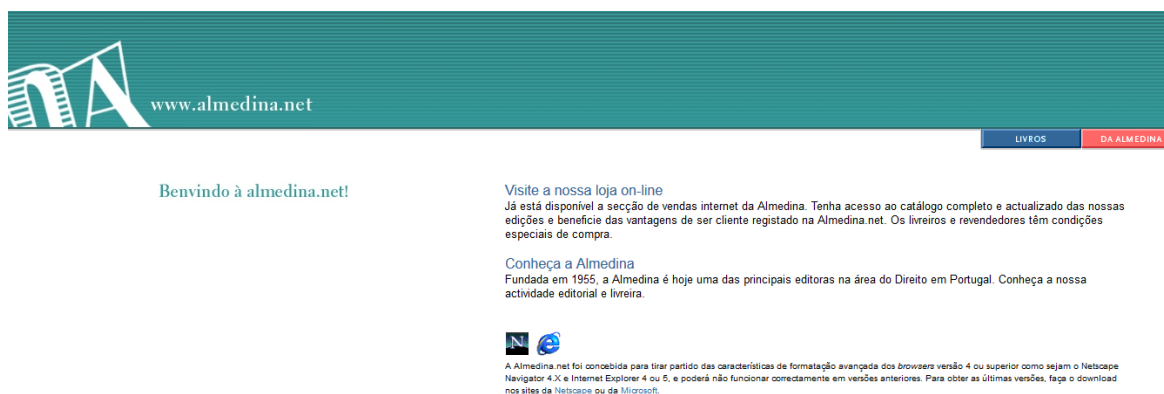 www.almedina.net
LIVROS
DA ALMEDINA
Benvindo à almedina.net!
Visite a nossa loja on-line
Já está disponível a secção de vendas internet da Almedina. Tenha acesso ao catálogo completo e actualizado das nossas
edições e beneficie das vantagens de ser cliente registado na Almedina.net. Os livreiros e revendedores têm condições
especiais de compra.
Conheça a Almedina
Fundada em 1955, a Almedina é hoje uma das principais editoras na área do Direito em Portugal. Conheça a nossa
actividade editorial e livreira.
N
A Almedina.net foi concebida para tirar partido das características de formatação avançada dos browsers versão 4 ou superior como sejam o Netscape
Navigator 4.X e Internet Explorer 4 ou 5, e poderá não funcionar correctamente em versões anteriores. Para obter as últimas versões, faça o download
nos sites da Netscape ou da Microsoft.